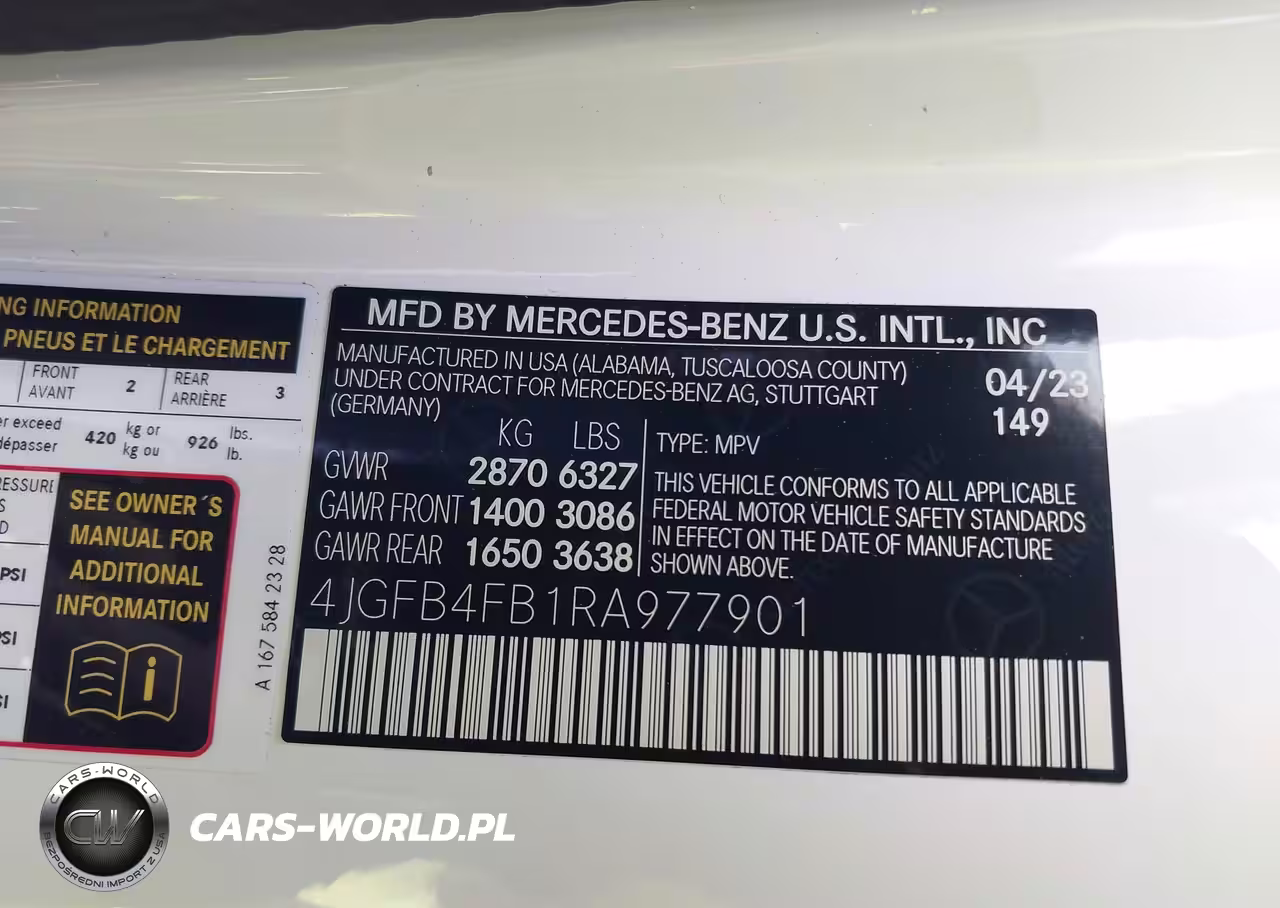 NG INFORMATION
PNEUS ET LE CHARGEMENT
FRONT
AVANT
2
REAR
ARRIÈRE
3
er exceed
dépasser
420
kg or
kg ou
926
lbs.
lb.
ESSURE
S
D
PSI
PSI
SI
SEE OWNER´S
MANUAL FOR
ADDITIONAL
INFORMATION
A 167 584 23 28
MFD BY MERCEDES-BENZ U.S. INTL., INC
MANUFACTURED IN USA (ALABAMA, TUSCALOOSA COUNTY)
UNDER CONTRACT FOR MERCEDES-BENZ AG, STUTTGART
(GERMANY)
04/23
149
KG LBS
GVWR 2870 6327
GAWR FRONT 1400 3086
GAWR REAR 1650 3638
TYPE: MPV
THIS VEHICLE CONFORMS TO ALL APPLICABLE
FEDERAL MOTOR VEHICLE SAFETY STANDARDS
IN EFFECT ON THE DATE OF MANUFACTURE
SHOWN ABOVE.
4JGFB4FB1RA977901
CARS-WORLD
CW
BEZPOŚREDNI IMPORT Z USA
CARS-WORLD.PL